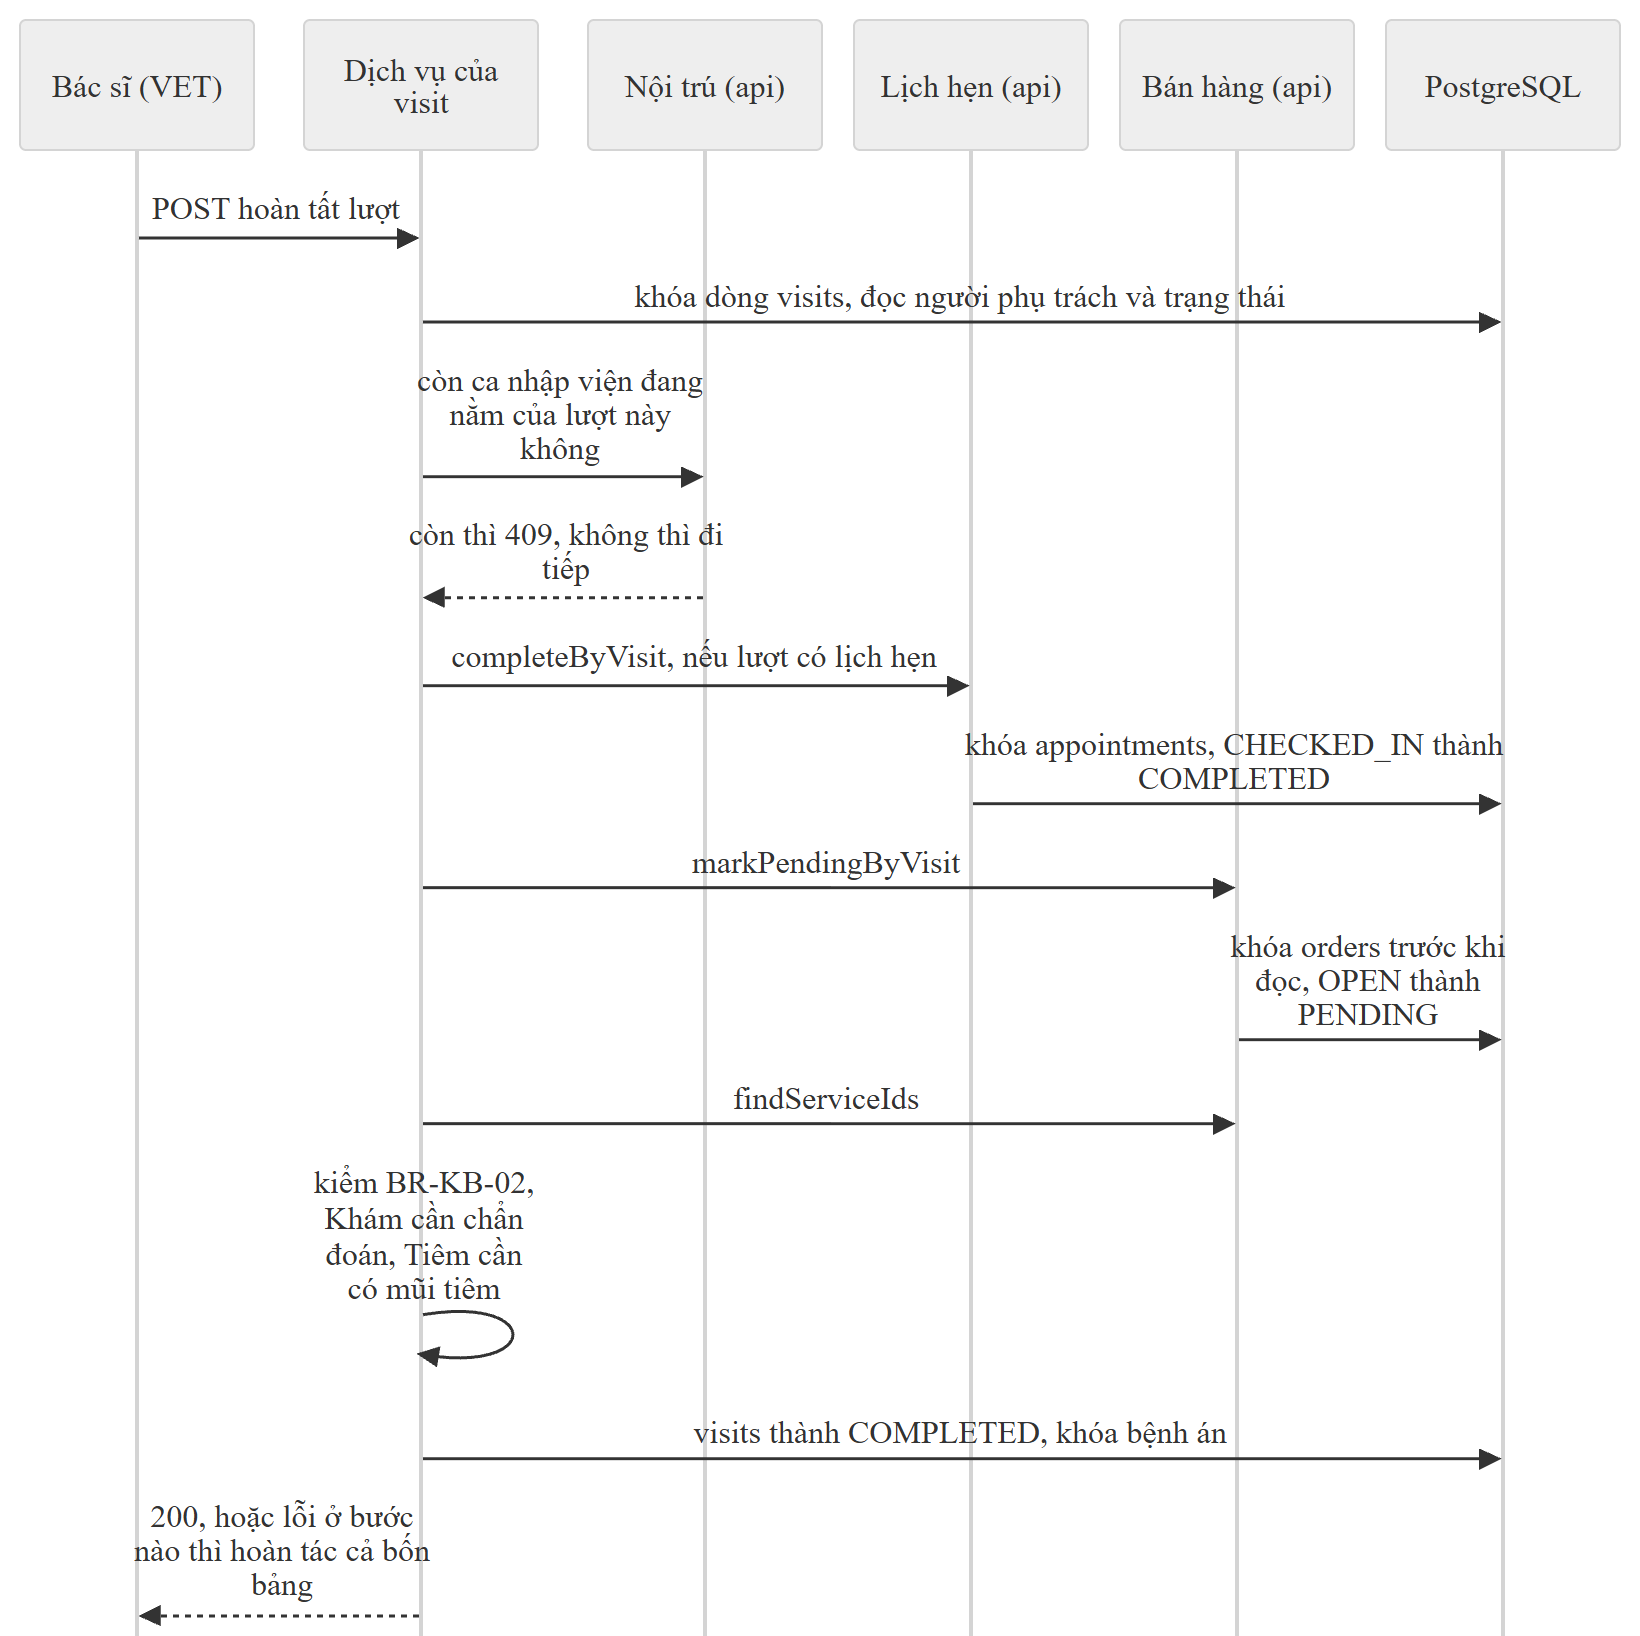 Bác sĩ (VET)
Dịch vụ của
visit
Nội trú (api)
Lịch hẹn (api)
Bán hàng (api)
PostgreSQL
POST hoàn tất lượt
khóa dòng visits, đọc người phụ trách và trạng thái
còn ca nhập viện đang
nằm của lượt này
không
còn thì 409, không thì đi
tiếp
completeByVisit, nếu lượt có lịch hẹn
khóa appointments, CHECKED_IN thành
COMPLETED
markPendingByVisit
khóa orders trước khi
đọc, OPEN thành
PENDING
findServiceIds
kiểm BR-KB-02,
Khám cần chẩn
đoán, Tiêm cần
có mũi tiêm
visits thành COMPLETED, khóa bệnh án
200, hoặc lỗi ở bước
nào thì hoàn tác cả bốn
bảng